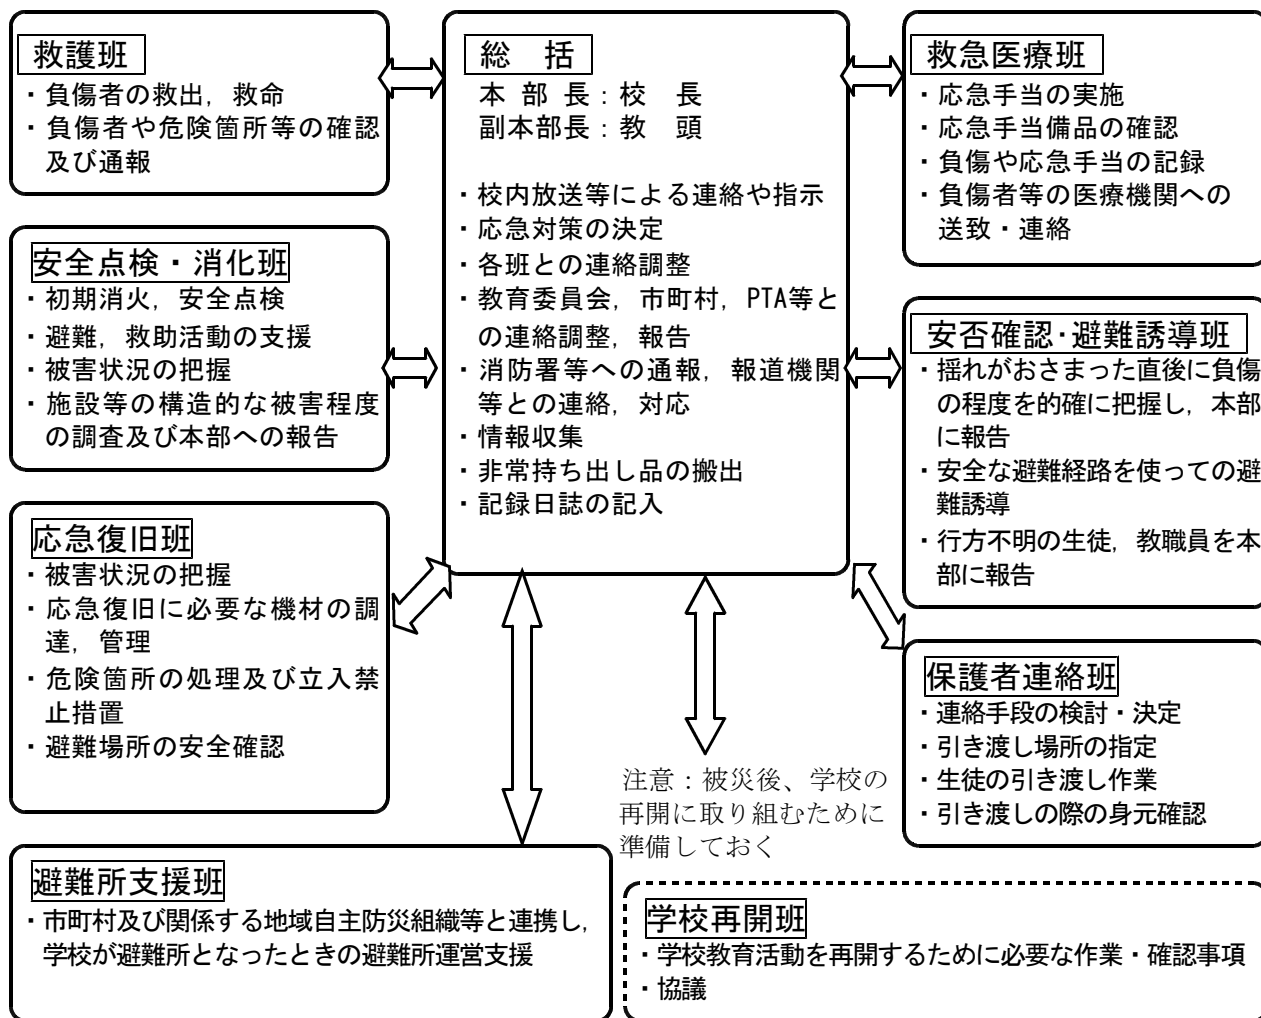 救護班
・負傷者の救出，救命
・負傷者や危険箇所等の確認
及び通報
安全点検・消化班
・初期消火，安全点検
・避難，救助活動の支援
・被害状況の把握
・施設等の構造的な被害程度
の調査及び本部への報告
応急復旧班
・被害状況の把握
・応急復旧に必要な機材の調
達，管理
・危険箇所の処理及び立入禁
止措置
・避難場所の安全確認
総　括
本 部 長：校　長
副本部長：教　頭
・校内放送等による連絡や指示
・応急対策の決定
・各班との連絡調整
・教育委員会，市町村，PTA等と
の連絡調整，報告
・消防署等への通報，報道機関
等との連絡，対応
・情報収集
・非常持ち出し品の搬出
・記録日誌の記入
救急医療班
・応急手当の実施
・応急手当備品の確認
・負傷や応急手当の記録
・負傷者等の医療機関への
送致・連絡
安否確認・避難誘導班
・揺れがおさまった直後に負傷
の程度を的確に把握し，本部
に報告
・安全な避難経路を使っての避
難誘導
・行方不明の生徒，教職員を本
部に報告
保護者連絡班
・連絡手段の検討・決定
・引き渡し場所の指定
・生徒の引き渡し作業
・引き渡しの際の身元確認
注意：被災後、学校の
再開に取り組むために
準備しておく
避難所支援班
・市町村及び関係する地域自主防災組織等と連携し，
学校が避難所となったときの避難所運営支援
学校再開班
・学校教育活動を再開するために必要な作業・確認事項
・協議